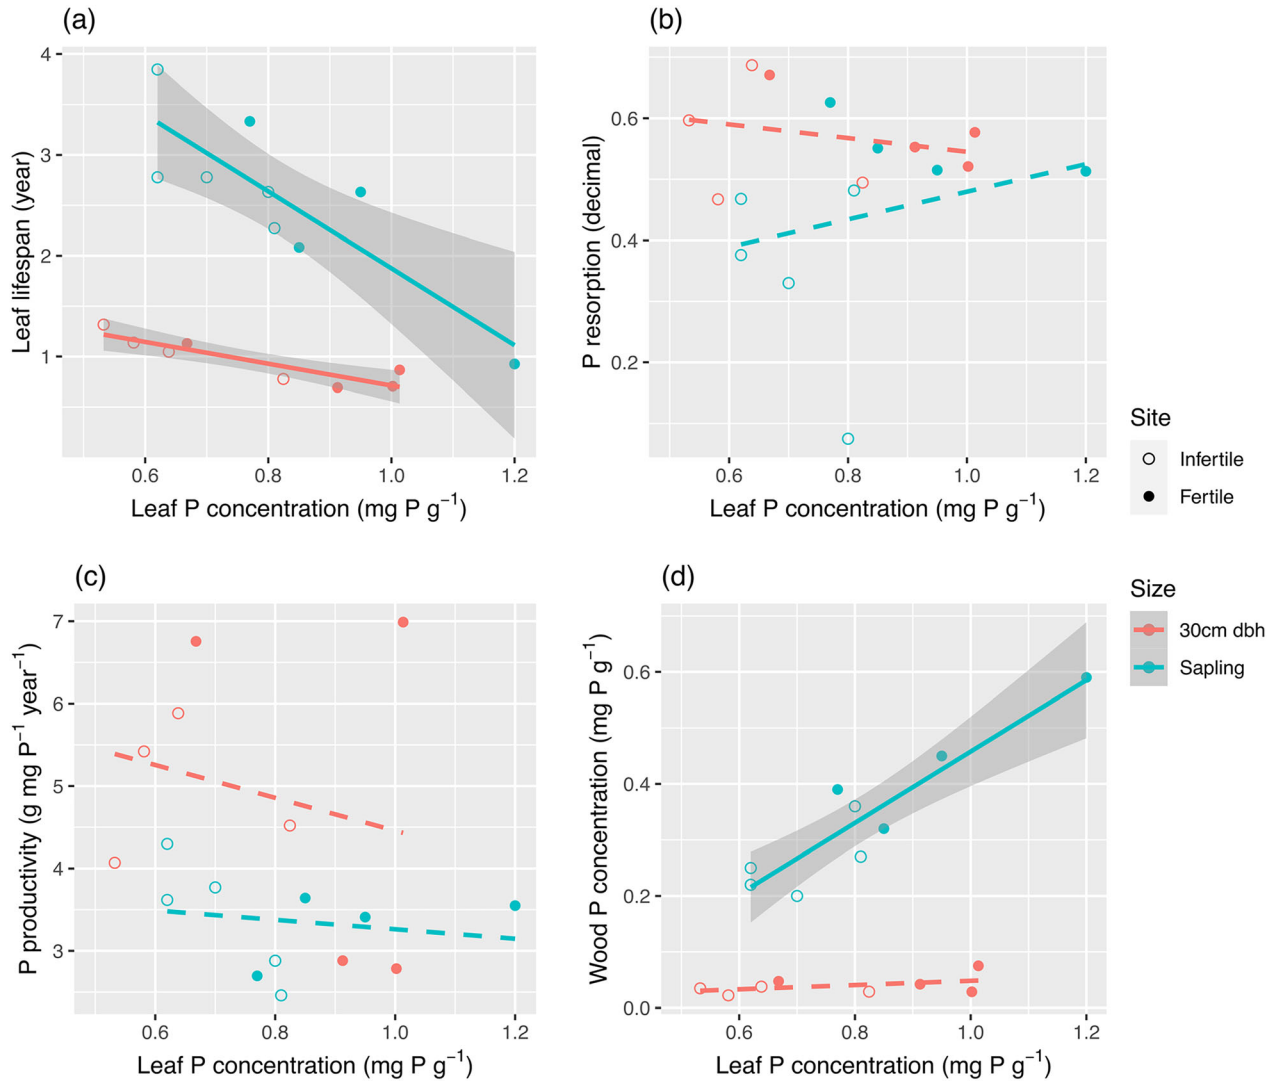 (a)
4
3
2
1
Leaf lifespan (year)
0.6 0.8 1.0 1.2
Leaf P concentration (mg P g⁻¹)
(b)
0.6
0.4
0.2
P resorption (decimal)
0.6 0.8 1.0 1.2
Leaf P concentration (mg P g⁻¹)
Site
Infertile
Fertile
(c)
7
6
5
4
3
P productivity (g mg P⁻¹ year⁻¹)
0.6 0.8 1.0 1.2
Leaf P concentration (mg P g⁻¹)
(d)
0.6
0.4
0.2
0.0
Wood P concentration (mg P g⁻¹)
0.6 0.8 1.0 1.2
Leaf P concentration (mg P g⁻¹)
Size
30cm dbh
Sapling